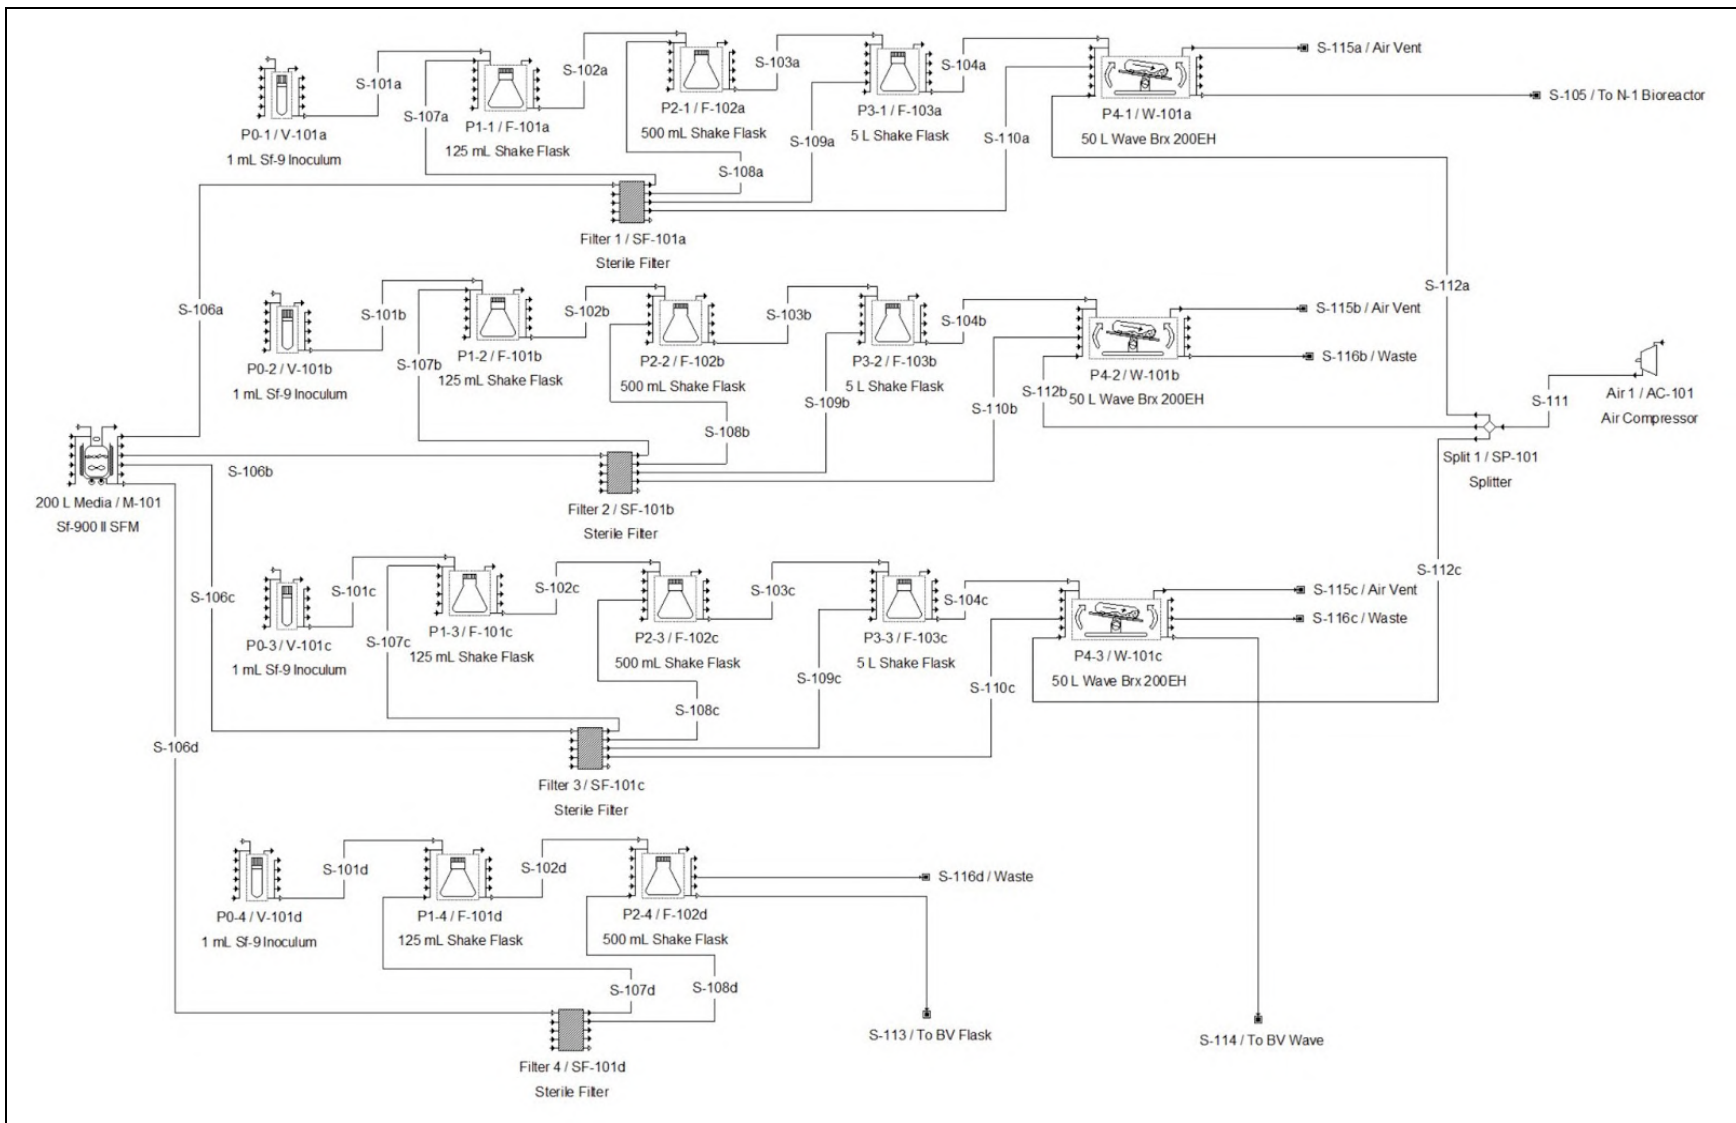 S-101a
S-102a
S-103a
S-104a
S-115a / Air Vent
S-105 / To N-1 Bioreactor
S-107a
P0-1 / V-101a
1 mL Sf-9 Inoculum
P1-1 / F-101a
125 mL Shake Flask
P2-1 / F-102a
500 mL Shake Flask
P3-1 / F-103a
5 L Shake Flask
P4-1 / W-101a
50 L Wave Brx 200EH
S-108a
S-109a
S-110a
Filter 1 / SF-101a
Sterile Filter
S-106a
S-112a
S-101b
S-102b
S-103b
S-104b
S-115b / Air Vent
S-116b / Waste
S-107b
P0-2 / V-101b
1 mL Sf-9 Inoculum
P1-2 / F-101b
125 mL Shake Flask
P2-2 / F-102b
500 mL Shake Flask
P3-2 / F-103b
5 L Shake Flask
P4-2 / W-101b
50 L Wave Brx 200EH
S-112b
S-108b
S-109b
S-110b
S-111
Air 1 / AC-101
Air Compressor
Split 1 / SP-101
Splitter
S-106b
200 L Media / M-101
Sf-900 II SFM
Filter 2 / SF-101b
Sterile Filter
S-101c
S-102c
S-103c
S-104c
S-112c
S-115c / Air Vent
S-116c / Waste
S-106c
S-107c
P0-3 / V-101c
1 mL Sf-9 Inoculum
P1-3 / F-101c
125 mL Shake Flask
P2-3 / F-102c
500 mL Shake Flask
P3-3 / F-103c
5 L Shake Flask
P4-3 / W-101c
50 L Wave Brx 200EH
S-108c
S-109c
S-110c
S-106d
Filter 3 / SF-101c
Sterile Filter
S-101d
S-102d
S-116d / Waste
P0-4 / V-101d
1 mL Sf-9 Inoculum
P1-4 / F-101d
125 mL Shake Flask
P2-4 / F-102d
500 mL Shake Flask
S-107d
S-108d
S-113 / To BV Flask
S-114 / To BV Wave
Filter 4 / SF-101d
Sterile Filter